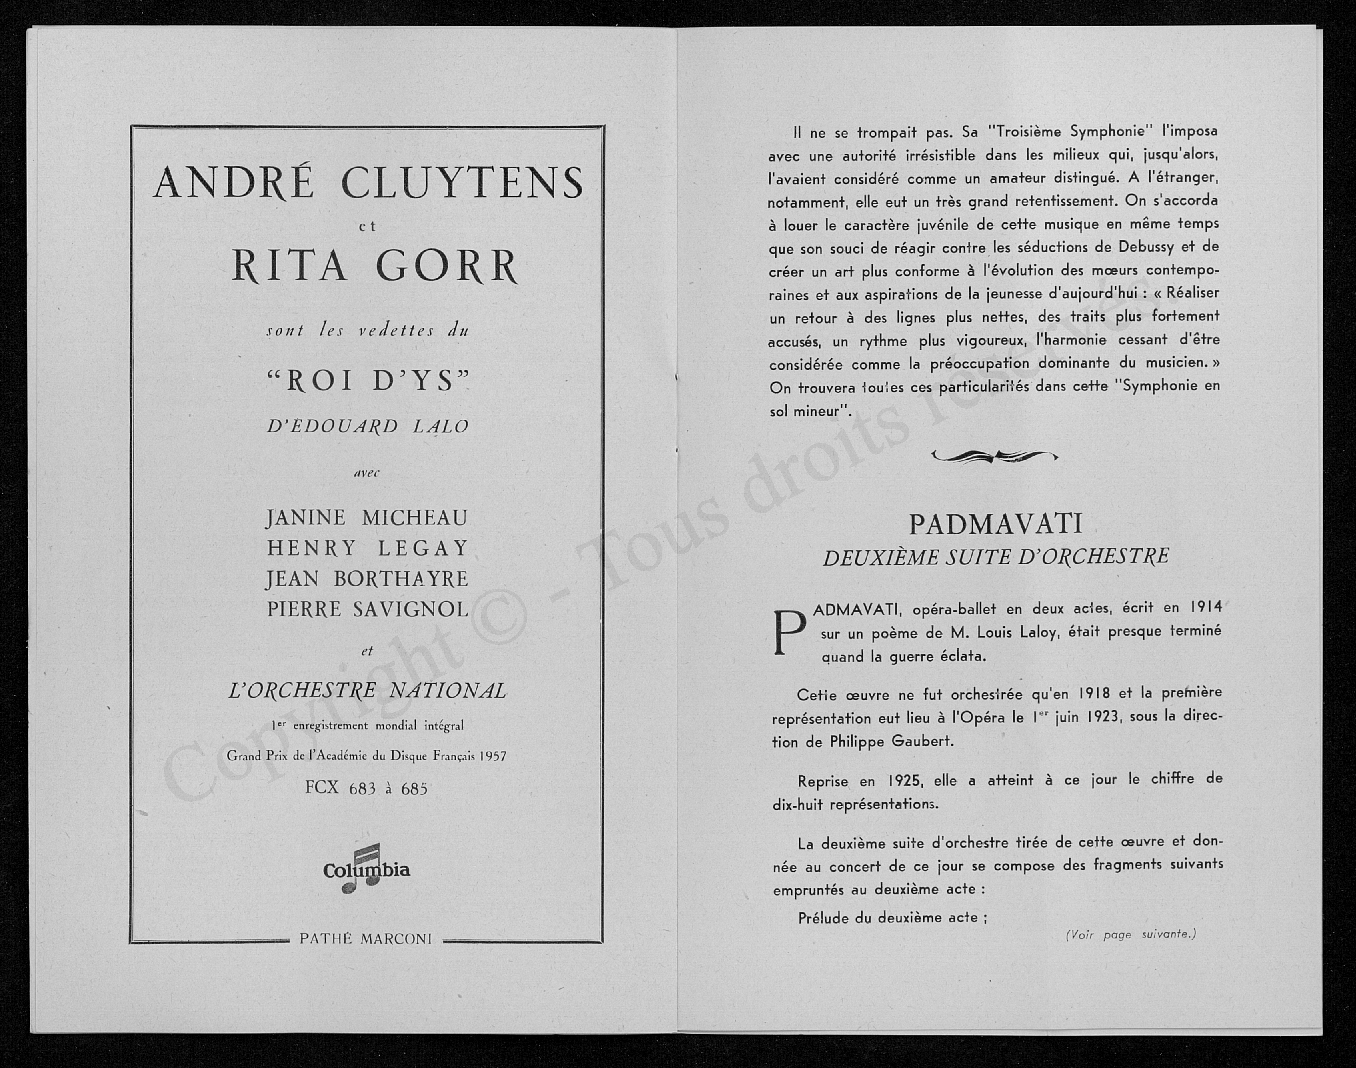 ANDRÉ CLUYTENS
et
RITA GORR
sont les vedettes du
“ROI D’YS”
D’ÉDOUARD LALO
avec
JANINE MICHEAU
HENRY LEGAY
JEAN BORTHAYRE
PIERRE SAVIGNOL
et
L’ORCHESTRE NATIONAL
1er enregistrement mondial intégral
Grand Prix de l’Académie du Disque Français 1957
FCX 683 à 685
Columbia
PATHÉ MARCONI
Il ne se trompait pas. Sa "Troisième Symphonie" l'imposa
avec une autorité irrésistible dans les milieux qui, jusqu'alors,
l'avaient considéré comme un amateur distingué. A l'étranger,
notamment, elle eut un très grand retentissement. On s'accorda
à louer le caractère juvénile de cette musique en même temps
que son souci de réagir contre les séductions de Debussy et de
créer un art plus conforme à l'évolution des mœurs contempo-
raines et aux aspirations de la jeunesse d'aujourd'hui : « Réaliser
un retour à des lignes plus nettes, des traits plus fortement
accusés, un rythme plus vigoureux, l'harmonie cessant d'être
considérée comme la préoccupation dominante du musicien. »
On trouvera toutes ces particularités dans cette "Symphonie en
sol mineur".
PADMAVATI
DEUXIÈME SUITE D’ORCHESTRE
PADMAVATI, opéra-ballet en deux actes, écrit en 1914
sur un poème de M. Louis Laloy, était presque terminé
quand la guerre éclata.
Cette œuvre ne fut orchestrée qu'en 1918 et la première
représentation eut lieu à l'Opéra le 1er juin 1923, sous la direc-
tion de Philippe Gaubert.
Reprise en 1925, elle a atteint à ce jour le chiffre de
dix-huit représentations.
La deuxième suite d'orchestre tirée de cette œuvre et don-
née au concert de ce jour se compose des fragments suivants
empruntés au deuxième acte :
Prélude du deuxième acte ;
(Voir page suivante.)
Copyright © - Tous droits réservés